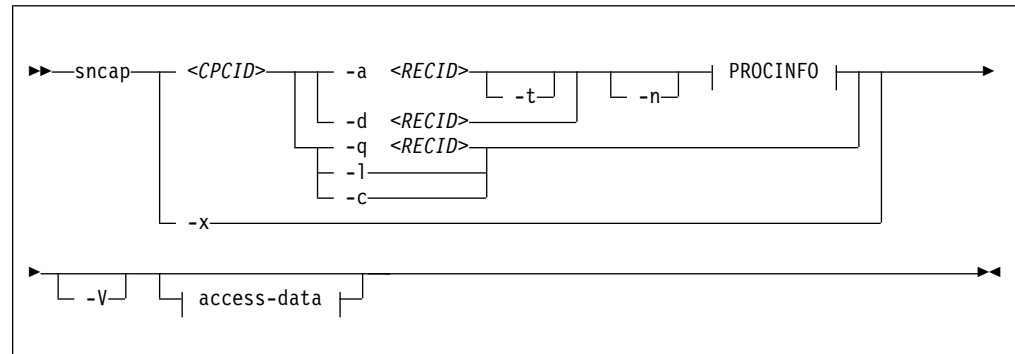 sncap <CPCID> -a <RECID> PROCINFO
-t -n
-d <RECID>
-q <RECID>
-l
-c
-x
-V access-data